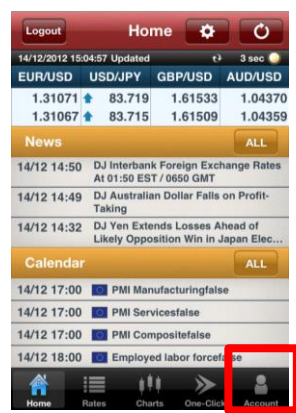 Logout Home
14/12/2012 15:04:57 Updated 3 sec
EUR/USD USD/JPY GBP/USD AUD/USD
1.31071 83.719 1.61533 1.04370
1.31067 83.715 1.61509 1.04359
News ALL
14/12 14:50 DJ Interbank Foreign Exchange Rates
At 01:50 EST / 0650 GMT
14/12 14:49 DJ Australian Dollar Falls on Profit-
Taking
14/12 14:32 DJ Yen Extends Losses Ahead of
Likely Opposition Win in Japan Elec...
Calendar ALL
14/12 17:00 PMI Manufacturingfalse
14/12 17:00 PMI Servicesfalse
14/12 17:00 PMI Compositefalse
14/12 18:00 Employed labor forcefalse
Home Rates Charts One-Click Account